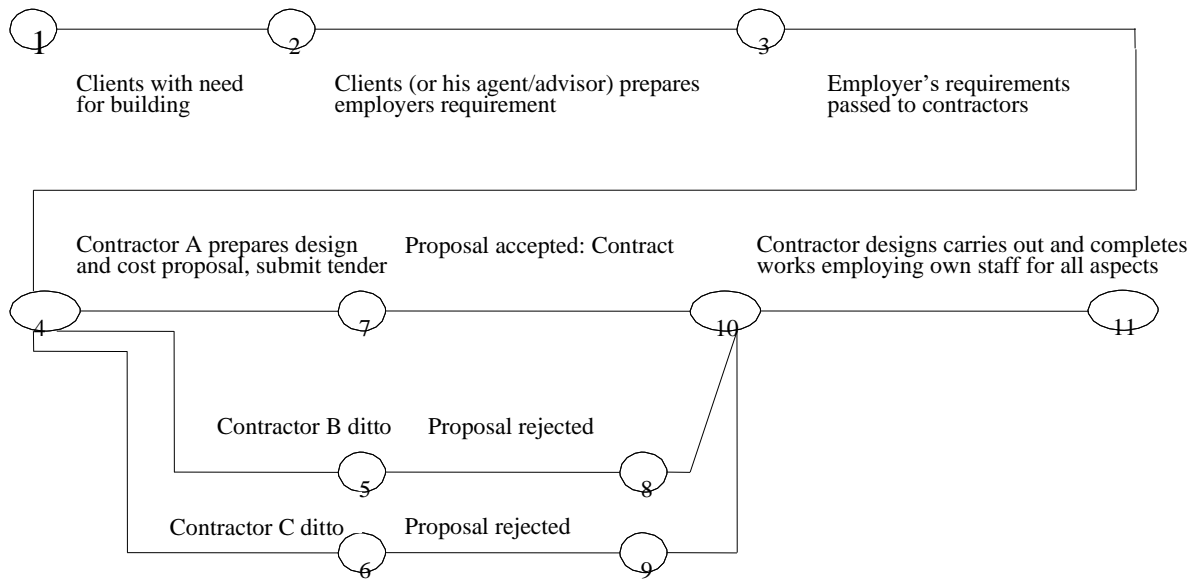 1
2
3
Clients with need
for building
Clients (or his agent/advisor) prepares
employers requirement
Employer's requirements
passed to contractors
Contractor A prepares design
and cost proposal, submit tender
Proposal accepted: Contract
Contractor designs carries out and completes
works employing own staff for all aspects
4
7
10
11
Contractor B ditto
Proposal rejected
5
8
Contractor C ditto
Proposal rejected
6
9